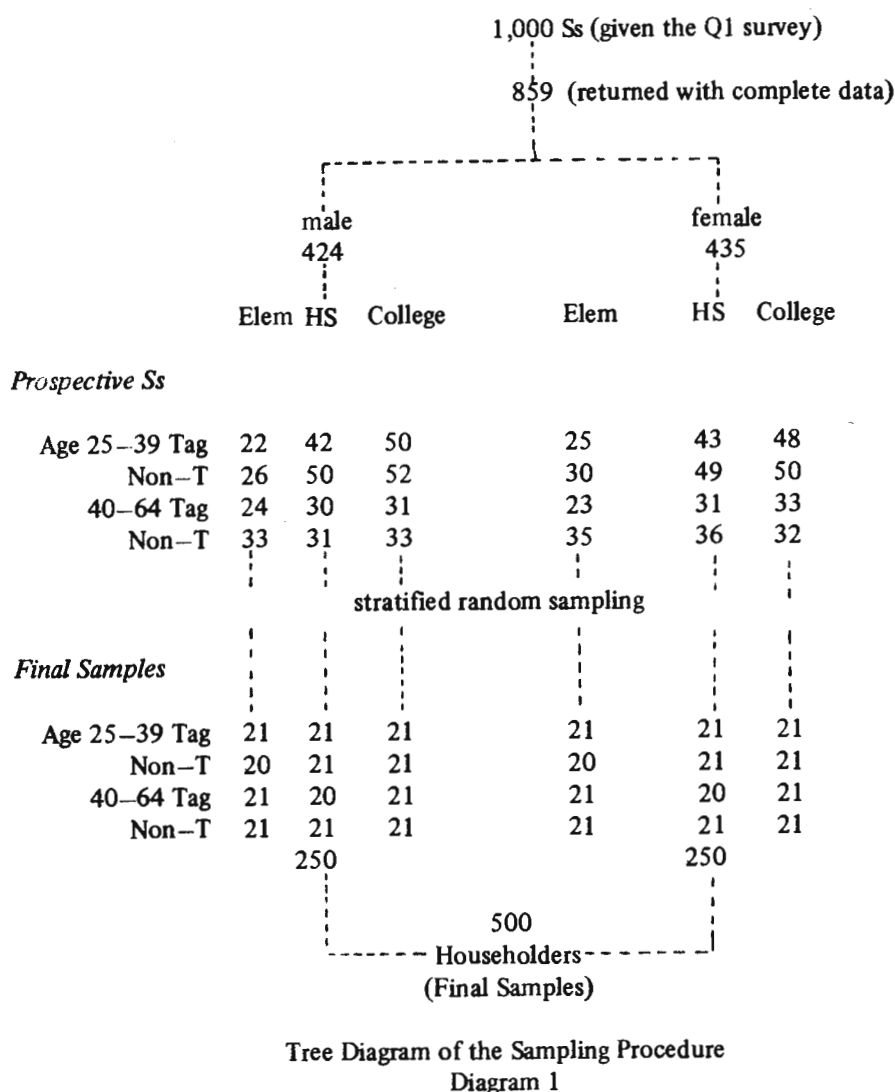 1,000 Ss (given the Q1 survey)
859 (returned with complete data)
male female
424 435
Elem HS College Elem HS College
Prospective Ss
Age 25–39 Tag 22 42 50 25 43 48
Non–T 26 50 52 30 49 50
40–64 Tag 24 30 31 23 31 33
Non–T 33 31 33 35 36 32
stratified random sampling
Final Samples
Age 25–39 Tag 21 21 21 21 21 21
Non–T 20 21 21 20 21 21
40–64 Tag 21 20 21 21 20 21
Non–T 21 21 21 21 21 21
250 250
500
Householders
(Final Samples)
Tree Diagram of the Sampling Procedure
Diagram 1